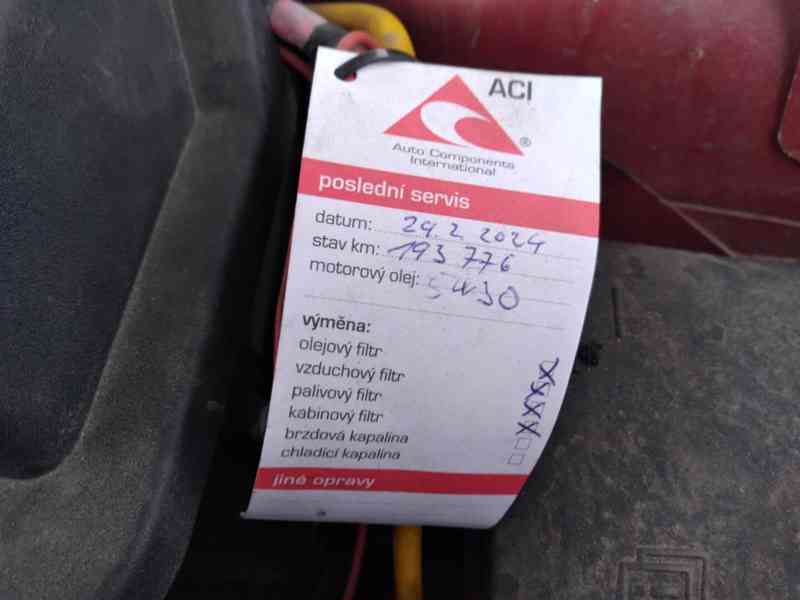 ACI
®
Auto Components
International
poslední servis
datum: 29.2 2024
stav km: 193 776
motorový olej: 5W30
výměna:
olejový filtr
vzduchový filtr
palivový filtr
kabinový filtr
brzdová kapalina
chladící kapalina
jiné opravy